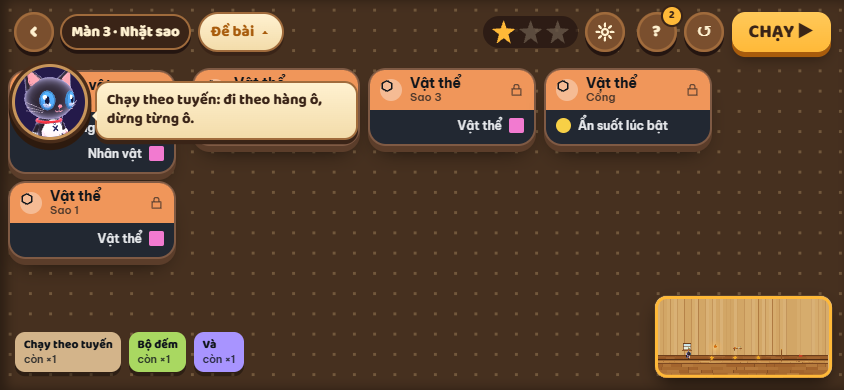 Màn 3 · Nhặt sao
Đề bài
?
2
CHẠY
Chạy theo tuyến: đi theo hàng ô,
dừng từng ô.
Nhân vật
Vật thể
Sao 3
Vật thể
Vật thể
Cổng
Ẩn suốt lúc bật
Vật thể
Sao 1
Vật thể
Chạy theo tuyến
còn ×1
Bộ đếm
còn ×1
Và
còn ×1